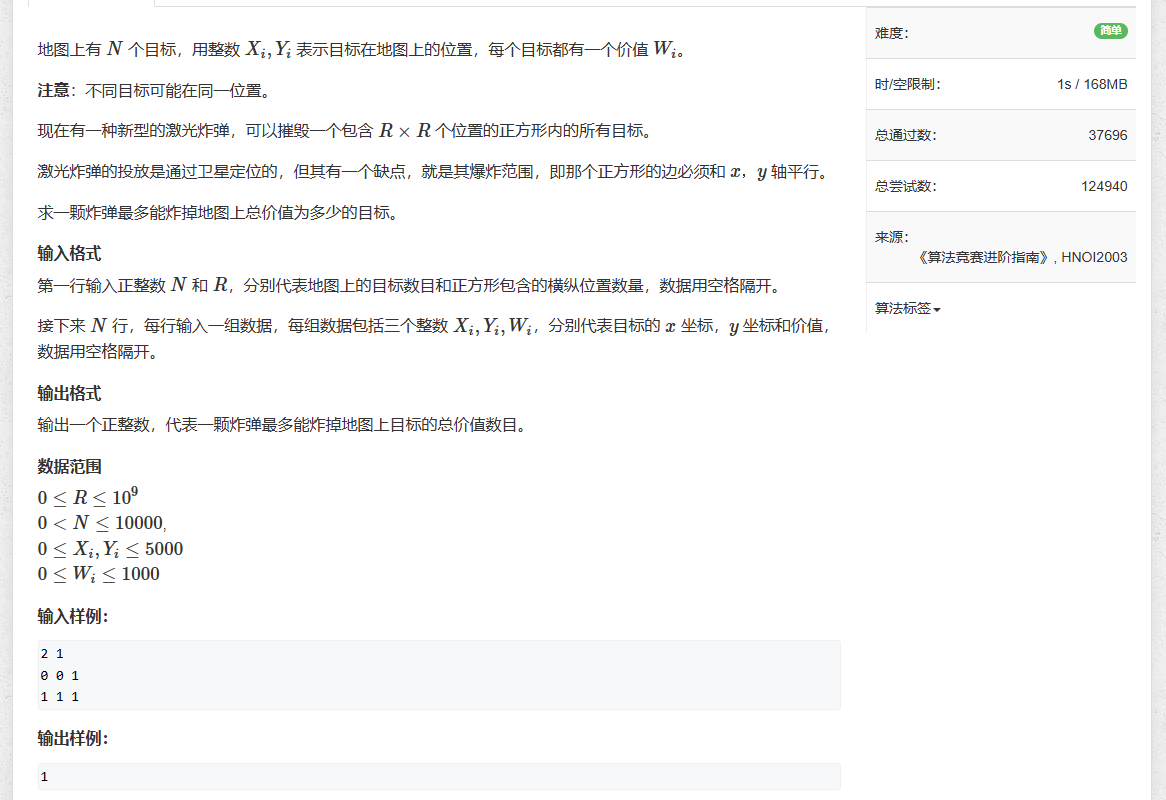 地图上有 N 个目标，用整数 Xi, Yi 表示目标在地图上的位置，每个目标都有一个价值 Wi。
注意：不同目标可能在同一位置。
现在有一种新型的激光炸弹，可以摧毁一个包含 R × R 个位置的正方形内的所有目标。
激光炸弹的投放是通过卫星定位的，但其有一个缺点，就是其爆炸范围，即那个正方形的边必须和 x，y 轴平行。
求一颗炸弹最多能炸掉地图上总价值为多少的目标。
输入格式
第一行输入正整数 N 和 R，分别代表地图上的目标数目和正方形包含的横纵位置数量，数据用空格隔开。
接下来 N 行，每行输入一组数据，每组数据包括三个整数 Xi, Yi, Wi，分别代表目标的 x 坐标，y 坐标和价值，
数据用空格隔开。
输出格式
输出一个正整数，代表一颗炸弹最多能炸掉地图上目标的总价值数目。
数据范围
0 ≤ R ≤ 10^9
0 < N ≤ 10000,
0 ≤ Xi, Yi ≤ 5000
0 ≤ Wi ≤ 1000
输入样例：
2 1
0 0 1
1 1 1
输出样例：
1
难度： 简单
时/空限制： 1s / 168MB
总通过数： 37696
总尝试数： 124940
来源：
《算法竞赛进阶指南》, HNOI2003
算法标签